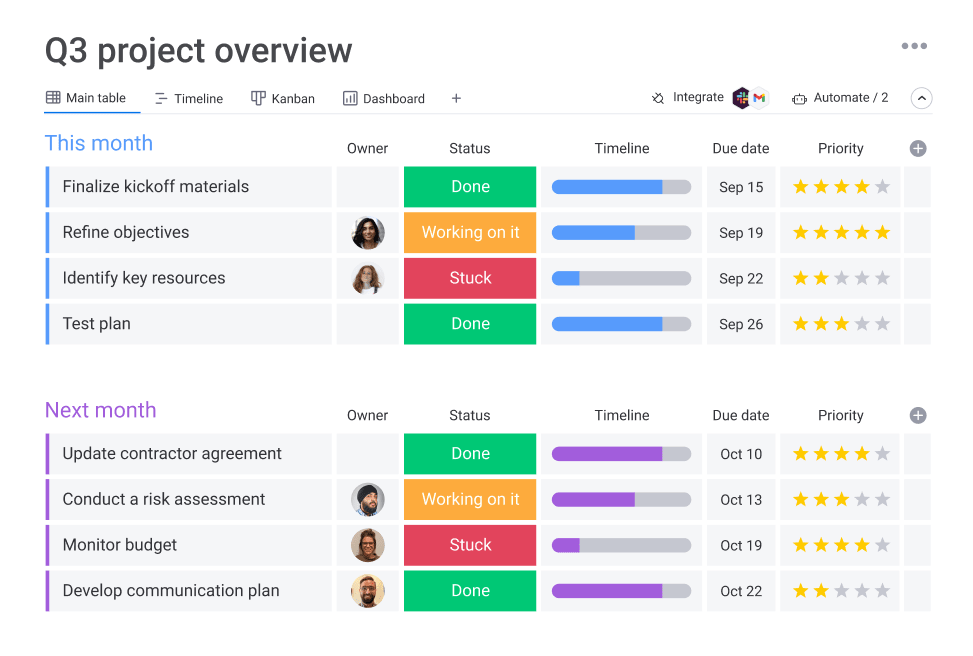 Q3 project overview
Main table Timeline Kanban Dashboard + Integrate Automate / 2
This month Owner Status Timeline Due date Priority
Finalize kickoff materials Done Sep 15
Refine objectives Working on it Sep 19
Identify key resources Stuck Sep 22
Test plan Done Sep 26
Next month Owner Status Timeline Due date Priority
Update contractor agreement Done Oct 10
Conduct a risk assessment Working on it Oct 13
Monitor budget Stuck Oct 19
Develop communication plan Done Oct 22